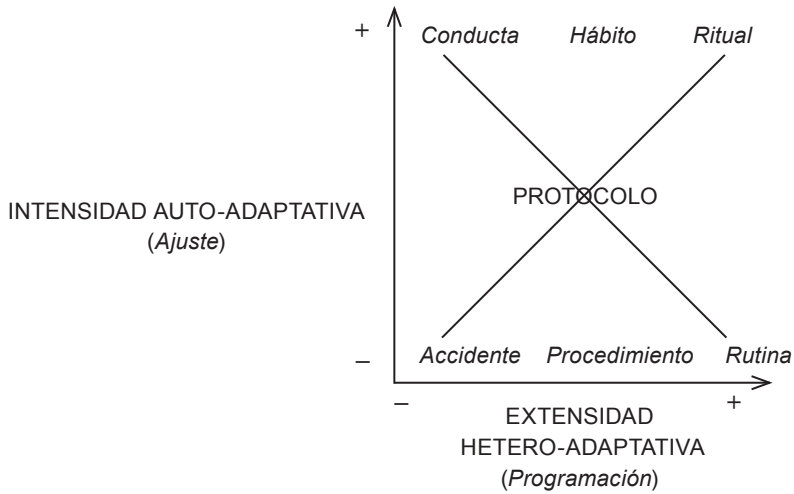 + Conducta Hábito Ritual
PROTOCOLO
INTENSIDAD AUTO-ADAPTATIVA
(Ajuste)
– Accidente Procedimiento Rutina
– +
EXTENSIDAD
HETERO-ADAPTATIVA
(Programación)